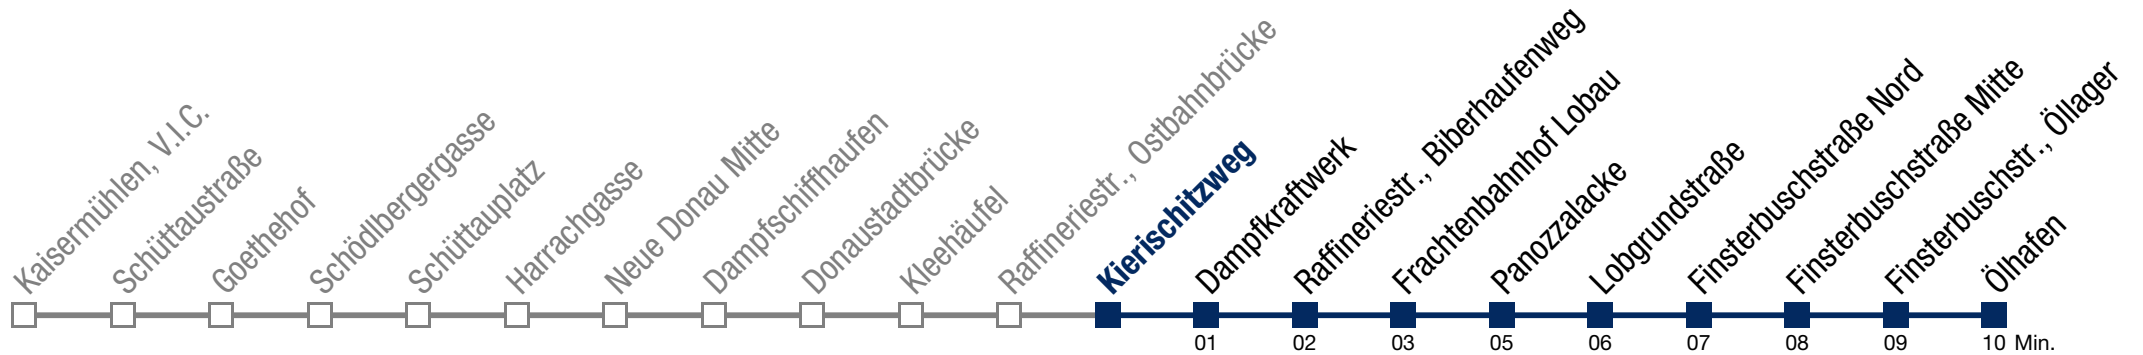 Kaisermühlen, V.I.C.
Schüttaustraße
Goethehof
Schödlbergergasse
Schüttauplatz
Harrachgasse
Neue Donau Mitte
Dampfschiffhaufen
Donaustadtbrücke
Kleehäufel
Raffineriestr., Ostbahnbrücke
Kierischitzweg
Dampfkraftwerk
Raffineriestr., Biberhaufenweg
Frachtenbahnhof Lobau
Panozzalacke
Lobgrundstraße
Finsterbuschstraße Nord
Finsterbuschstraße Mitte
Finsterbuschstr., Öllager
Ölhafen
01 02 03 05 06 07 08 09 10 Min.